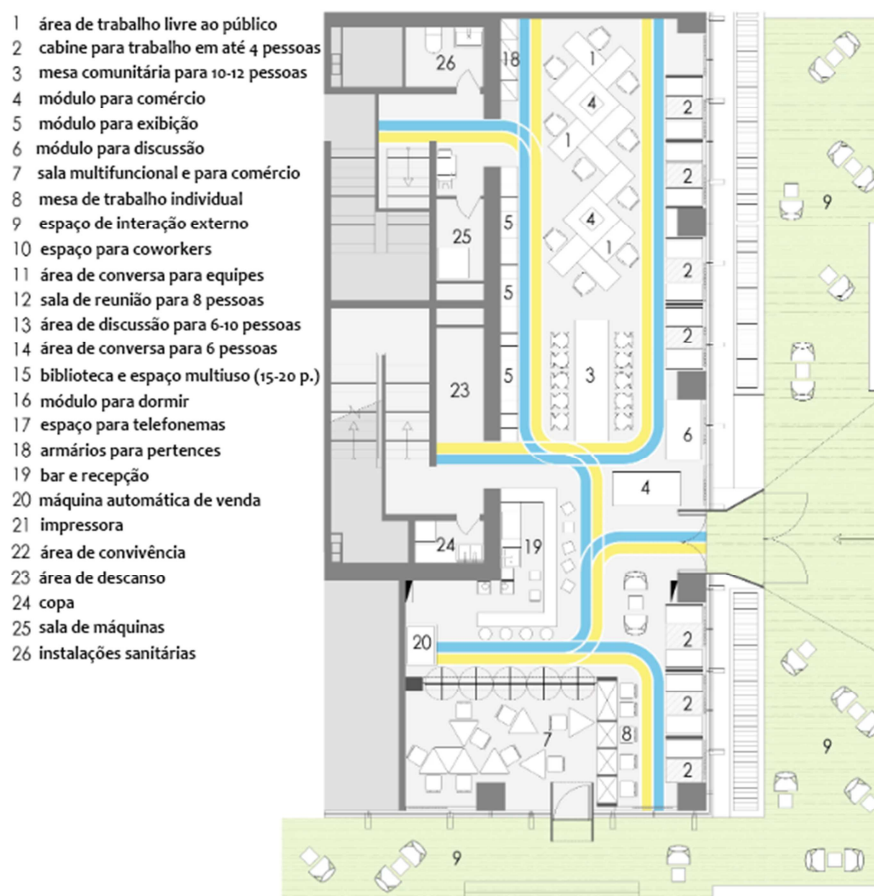 1 área de trabalho livre ao público
2 cabine para trabalho em até 4 pessoas
3 mesa comunitária para 10-12 pessoas
4 módulo para comércio
5 módulo para exibição
6 módulo para discussão
7 sala multifuncional e para comércio
8 mesa de trabalho individual
9 espaço de interação externo
10 espaço para coworkers
11 área de conversa para equipes
12 sala de reunião para 8 pessoas
13 área de discussão para 6-10 pessoas
14 área de conversa para 6 pessoas
15 biblioteca e espaço multiuso (15-20 p.)
16 módulo para dormir
17 espaço para telefonemas
18 armários para pertences
19 bar e recepção
20 máquina automática de venda
21 impressora
22 área de convivência
23 área de descanso
24 copa
25 sala de máquinas
26 instalações sanitárias
26
18
1
4
2
1
2
9
5
4
1
25
2
5
2
5
3
23
6
4
19
24
2
20
2
7
8
9
2
9